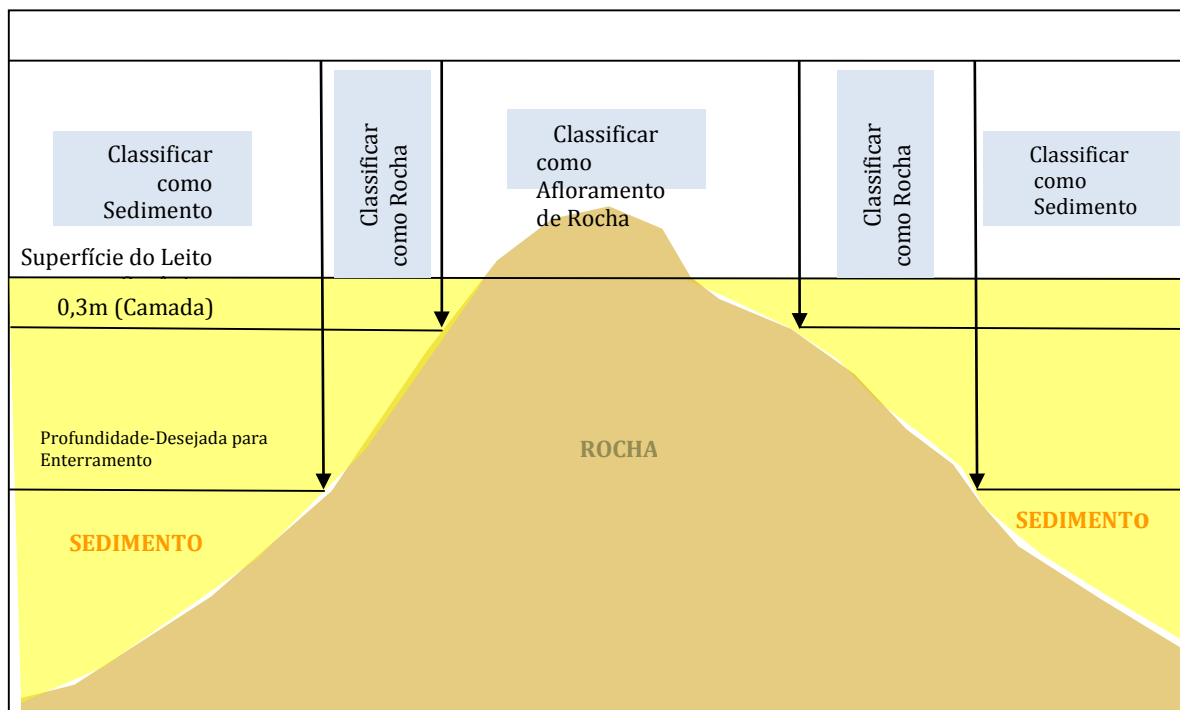 Classificar
como
Sedimento
Classificar
como Rocha
Classificar
como
Afloramento
de Rocha
Classificar
como Rocha
Classificar
como
Sedimento
Superfície do Leito
0,3m (Camada)
Profundidade-Desejada para
Enterramento
ROCHA
SEDIMENTO
SEDIMENTO